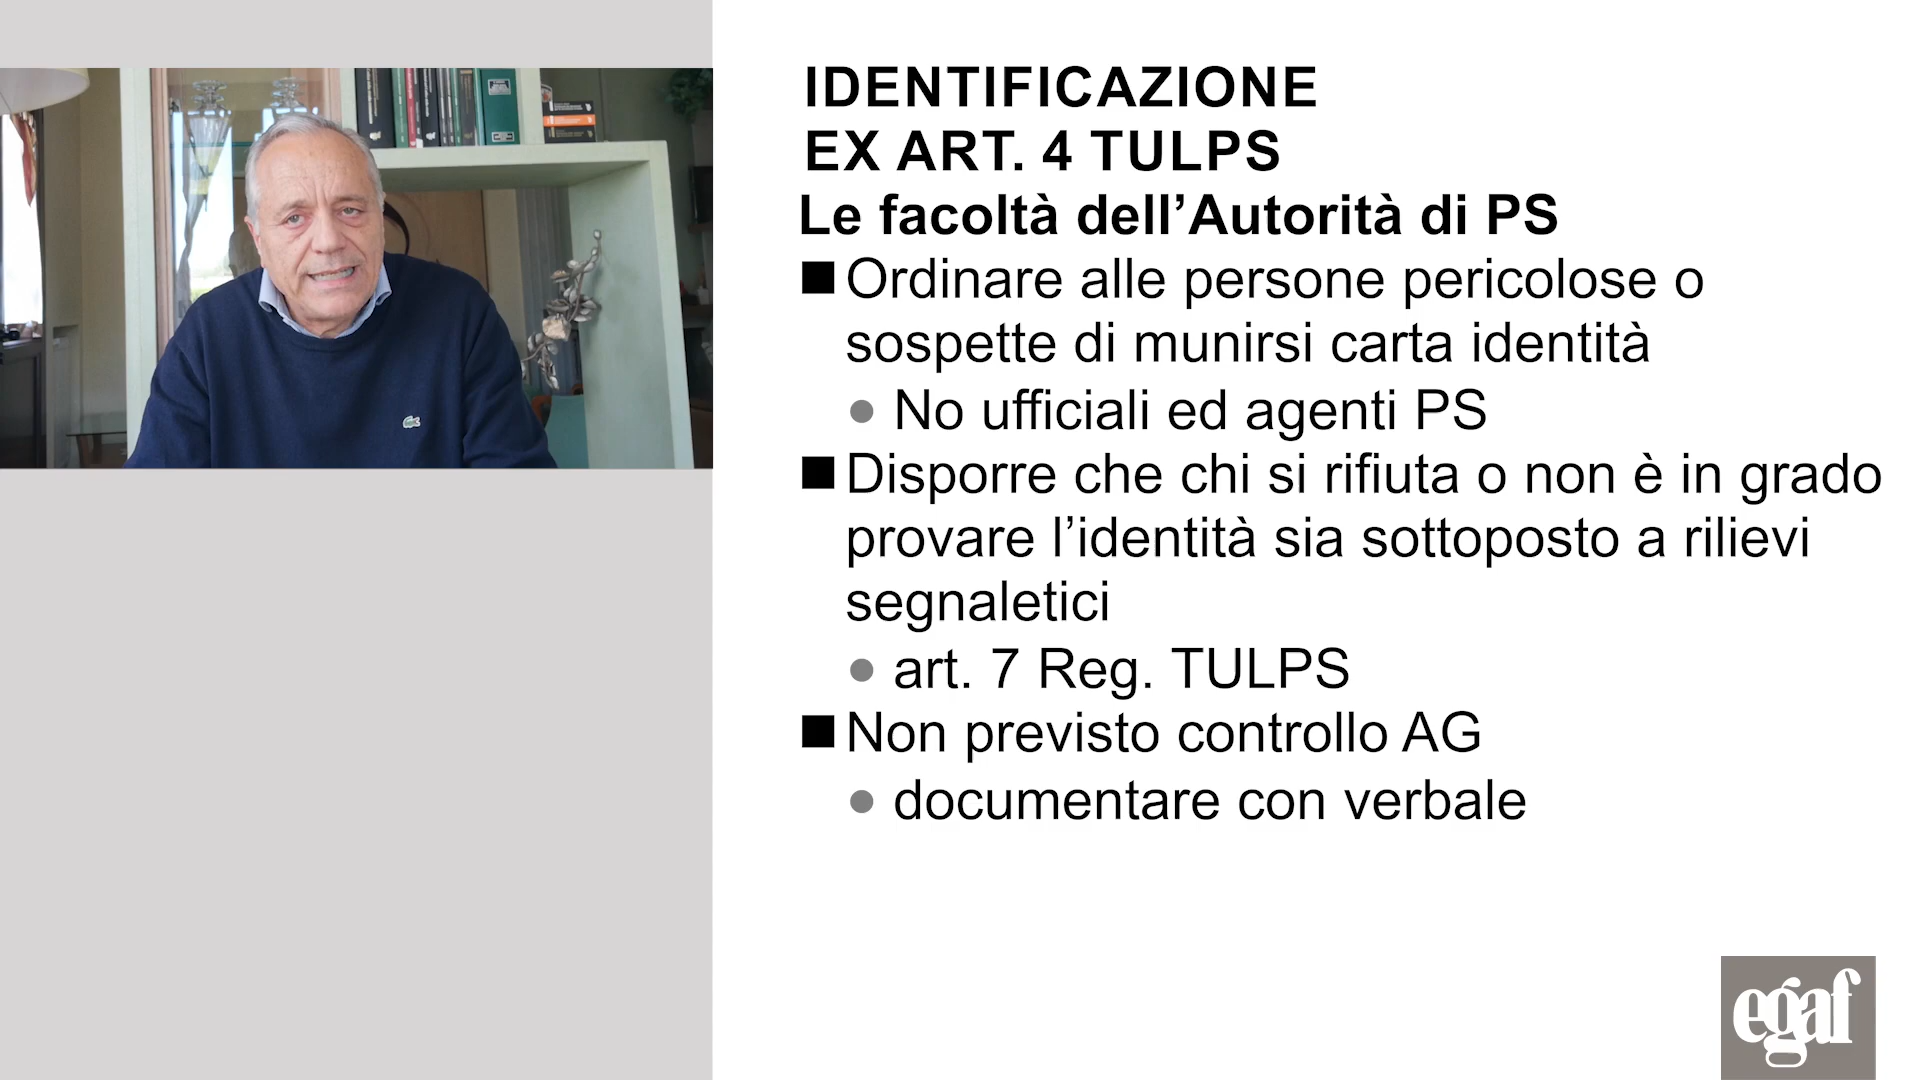 IDENTIFICAZIONE
EX ART. 4 TULPS
Le facoltà dell’Autorità di PS
Ordinare alle persone pericolose o
sospette di munirsi carta identità
No ufficiali ed agenti PS
Disporre che chi si rifiuta o non è in grado
provare l’identità sia sottoposto a rilievi
segnaletici
art. 7 Reg. TULPS
Non previsto controllo AG
documentare con verbale
egaf